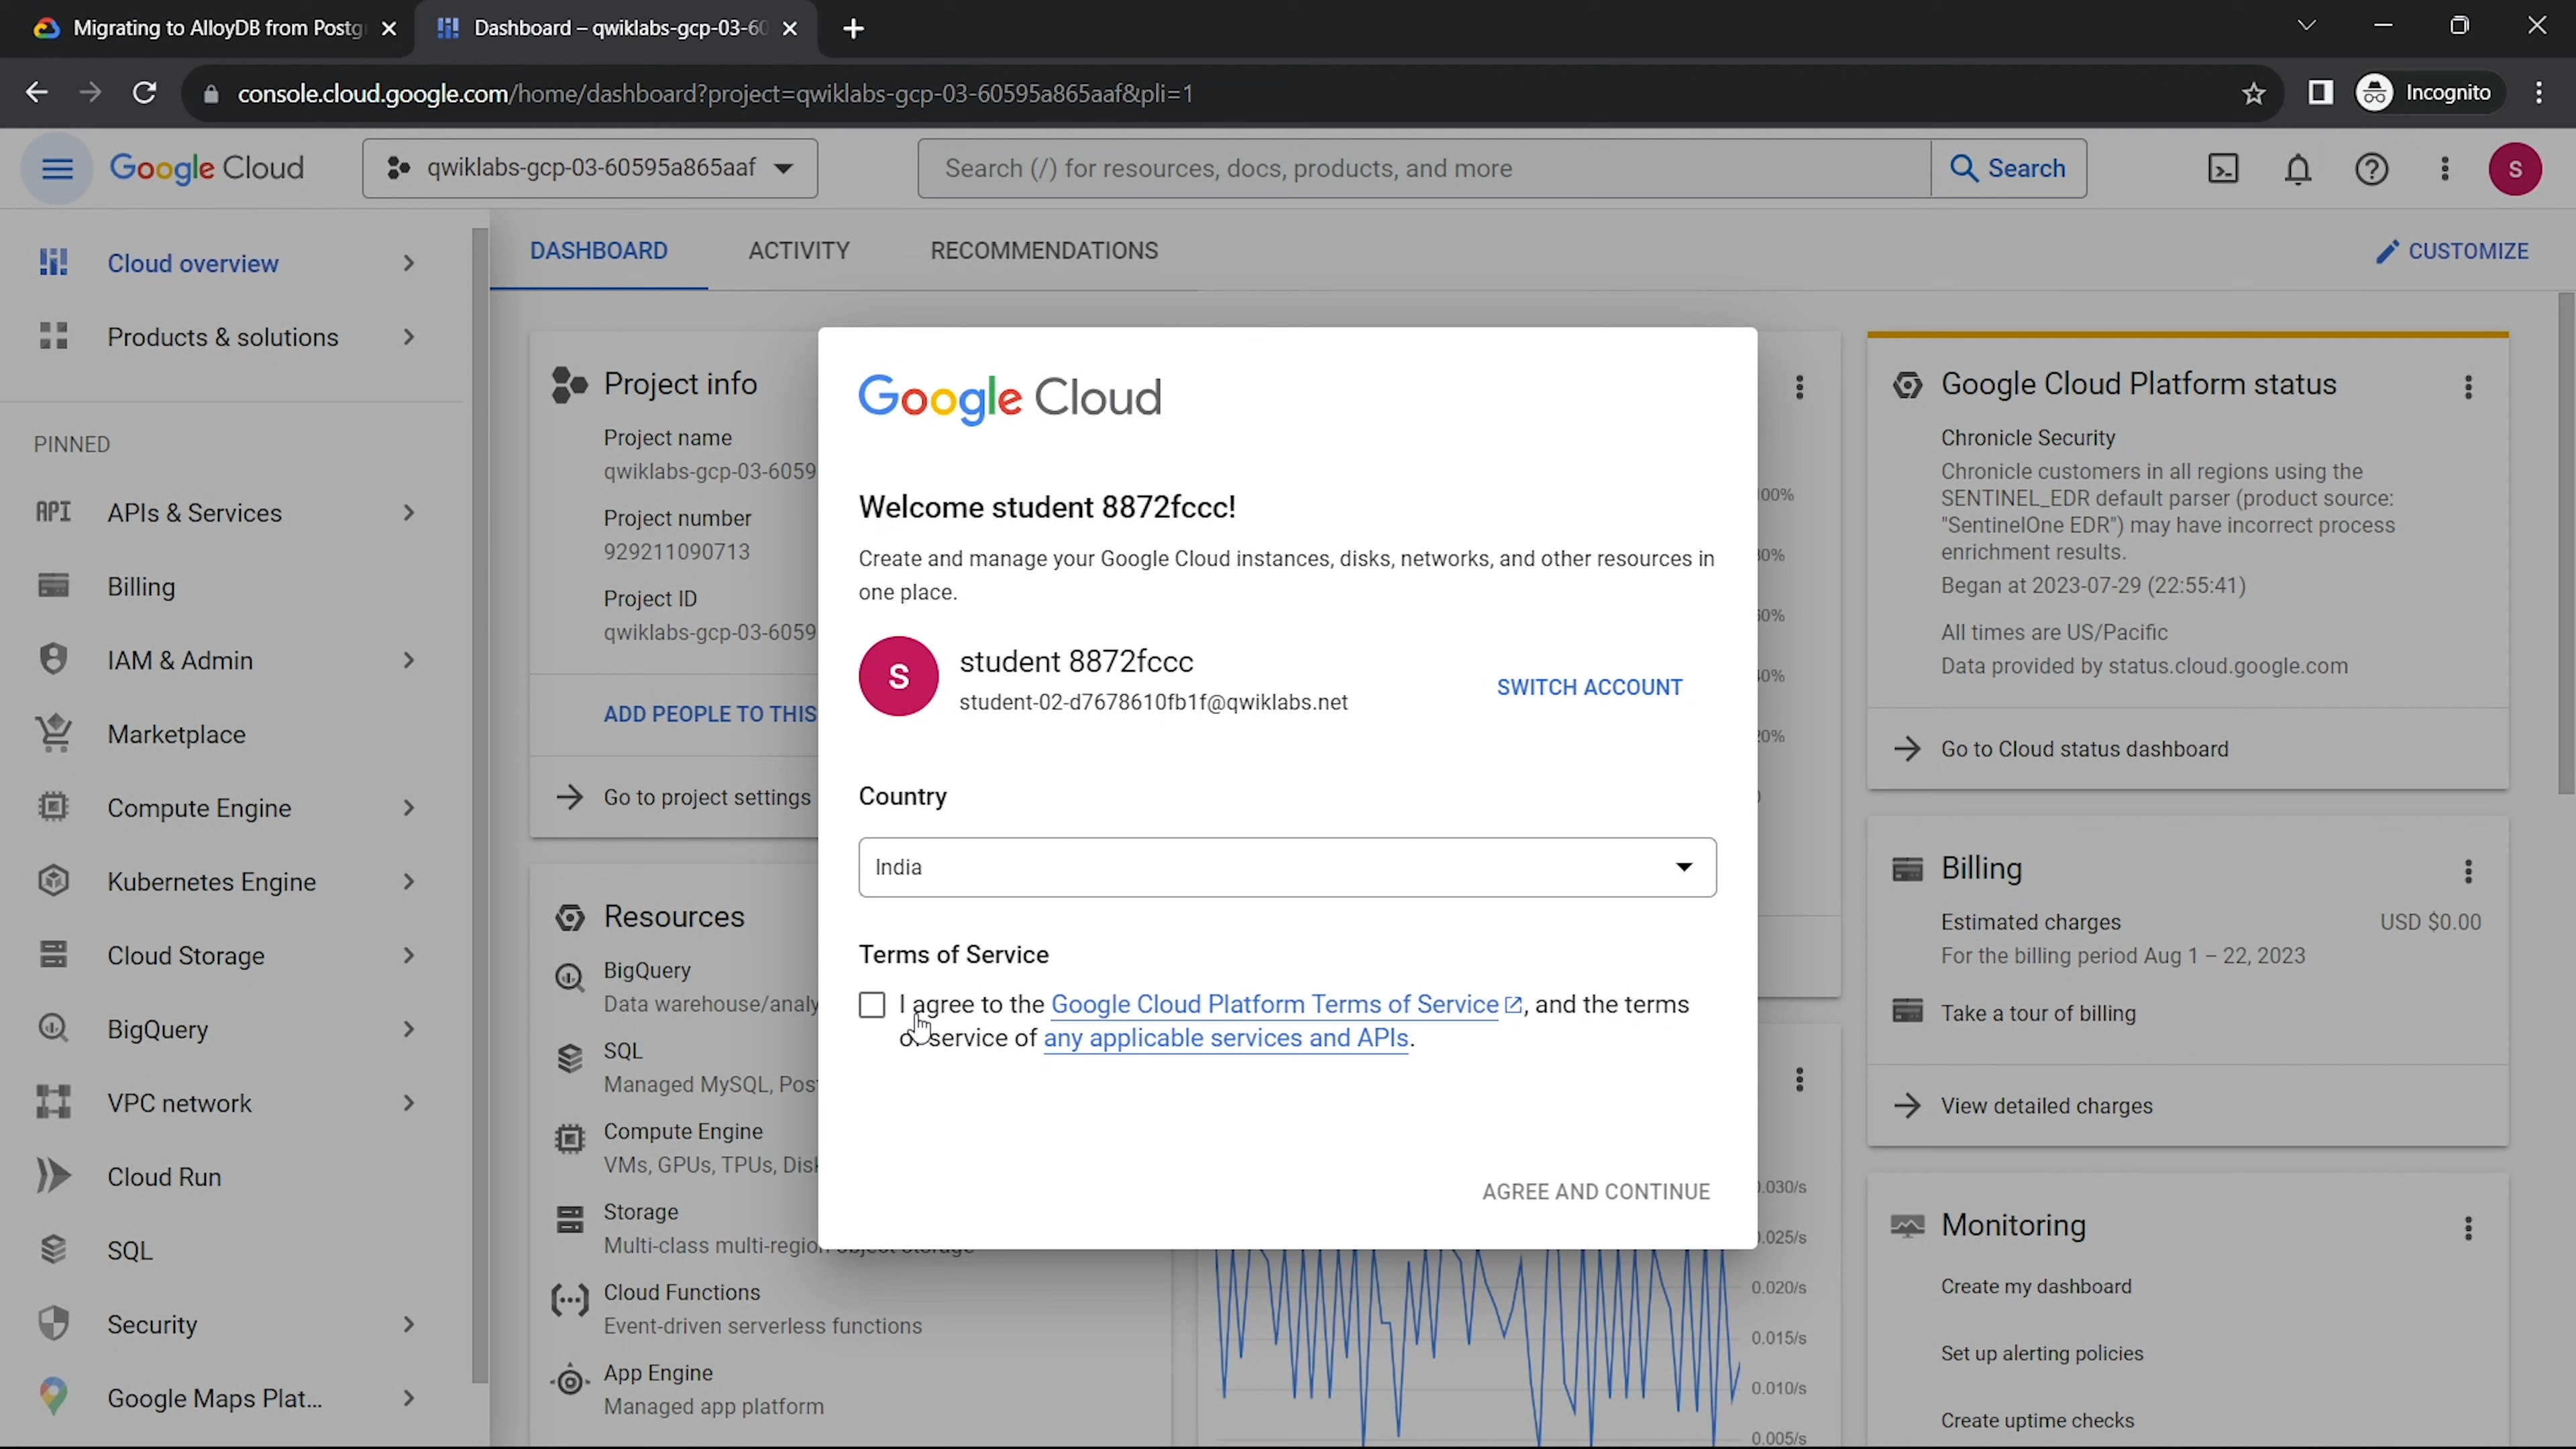 Migrating to AlloyDB from Postg
Dashboard – qwiklabs-gcp-03-60
console.cloud.google.com/home/dashboard?project=qwiklabs-gcp-03-60595a865aaf&pli=1
Incognito
Google Cloud
qwiklabs-gcp-03-60595a865aaf
Search (/) for resources, docs, products, and more
Search
S
Cloud overview
Products & solutions
PINNED
API
APIs & Services
Billing
IAM & Admin
Marketplace
Compute Engine
Kubernetes Engine
Cloud Storage
BigQuery
VPC network
Cloud Run
SQL
Security
Google Maps Plat...
DASHBOARD
ACTIVITY
RECOMMENDATIONS
CUSTOMIZE
Project info
Project name
qwiklabs-gcp-03-6059
Project number
929211090713
Project ID
qwiklabs-gcp-03-6059
ADD PEOPLE TO THIS
Go to project settings
Resources
BigQuery
Data warehouse/analy
SQL
Managed MySQL, Pos
Compute Engine
VMs, GPUs, TPUs, Disk
Storage
Multi-class multi-region object storage
Cloud Functions
Event-driven serverless functions
App Engine
Managed app platform
Google Cloud
Welcome student 8872fccc!
Create and manage your Google Cloud instances, disks, networks, and other resources in
one place.
S
student 8872fccc
student-02-d7678610fb1f@qwiklabs.net
SWITCH ACCOUNT
Country
India
Terms of Service
I agree to the Google Cloud Platform Terms of Service, and the terms
of service of any applicable services and APIs.
AGREE AND CONTINUE
00%
0%
0%
0%
20%
.030/s
.025/s
0.020/s
0.015/s
0.010/s
0.005/s
Google Cloud Platform status
Chronicle Security
Chronicle customers in all regions using the
SENTINEL_EDR default parser (product source:
"SentinelOne EDR") may have incorrect process
enrichment results.
Began at 2023-07-29 (22:55:41)
All times are US/Pacific
Data provided by status.cloud.google.com
Go to Cloud status dashboard
Billing
Estimated charges
USD $0.00
For the billing period Aug 1 – 22, 2023
Take a tour of billing
View detailed charges
Monitoring
Create my dashboard
Set up alerting policies
Create uptime checks